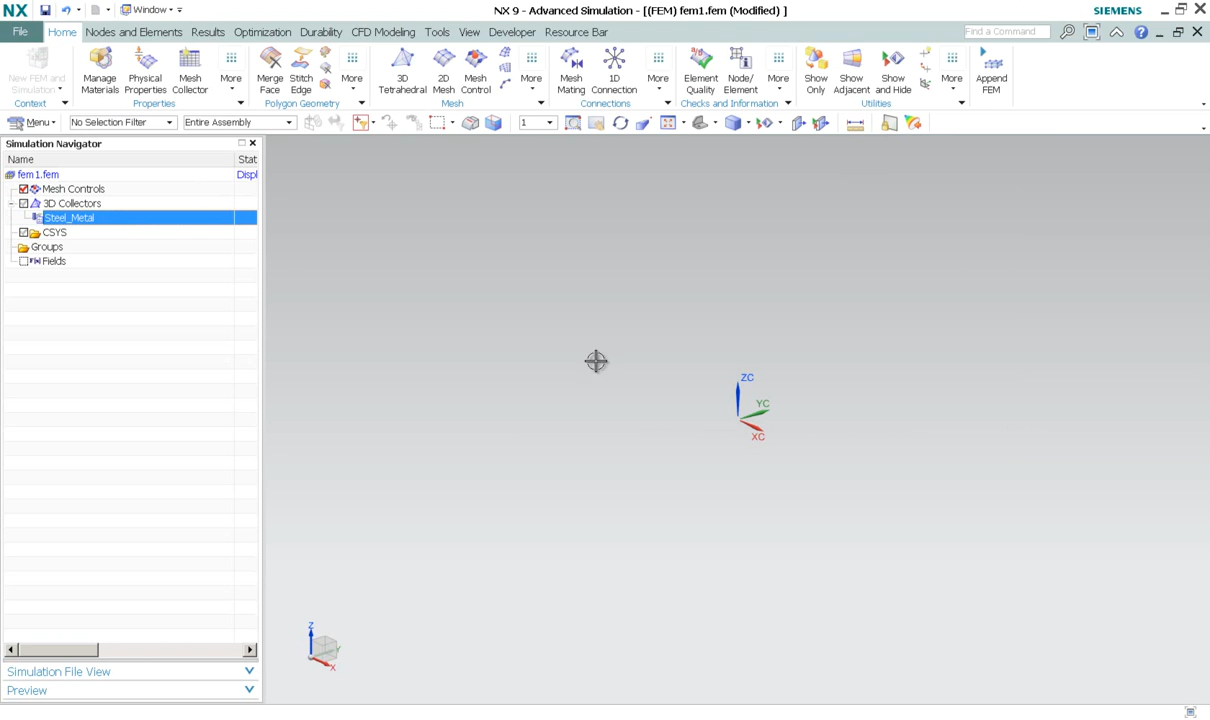 NX
Window
NX 9 - Advanced Simulation - [(FEM) fem1.fem (Modified) ]
SIEMENS
File
Home
Nodes and Elements
Results
Optimization
Durability
CFD Modeling
Tools
View
Developer
Resource Bar
Find a Command
New FEM and Simulation
Manage Materials
Physical Properties
Mesh Collector
More
Merge Face
Stitch Edge
More
3D Tetrahedral
2D Mesh
Mesh Control
More
Mesh Mating
1D Connection
More
Element Quality
Node/ Element
More
Show Only
Show Adjacent
Show and Hide
More
Append FEM
Context
Properties
Polygon Geometry
Mesh
Connections
Checks and Information
Utilities
Menu
No Selection Filter
Entire Assembly
1
Simulation Navigator
Name
Stat
fem1.fem
Displ
Mesh Controls
3D Collectors
Steel_Metal
CSYS
Groups
Fields
ZC
YC
XC
Z
Y
X
Simulation File View
Preview